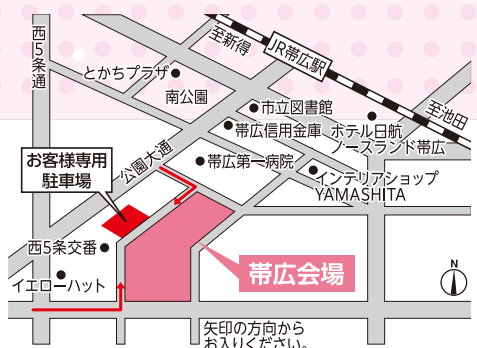 西5条通
至新得
JR帯広駅
とかちプラザ
南公園
市立図書館
帯広信用金庫
ホテル日航
ノースランド帯広
至池田
お客様専用
駐車場
公園大通
帯広第一病院
インテリアショップ
YAMASHITA
西5条交番
イエローハット
帯広会場
N
矢印の方向から
お入りください。